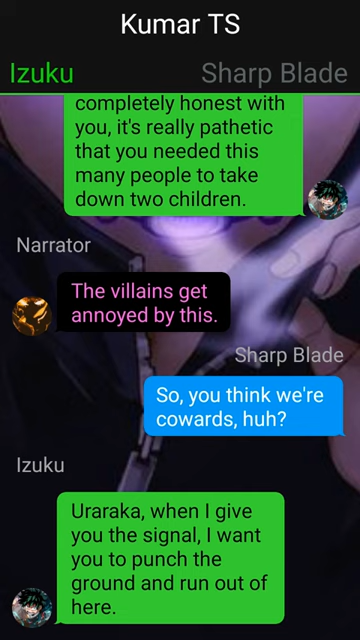 Kumar TS
Izuku
Sharp Blade
completely honest with
you, it's really pathetic
that you needed this
many people to take
down two children.
Narrator
The villains get
annoyed by this.
Sharp Blade
So, you think we're
cowards, huh?
Izuku
Uraraka, when I give
you the signal, I want
you to punch the
ground and run out of
here.